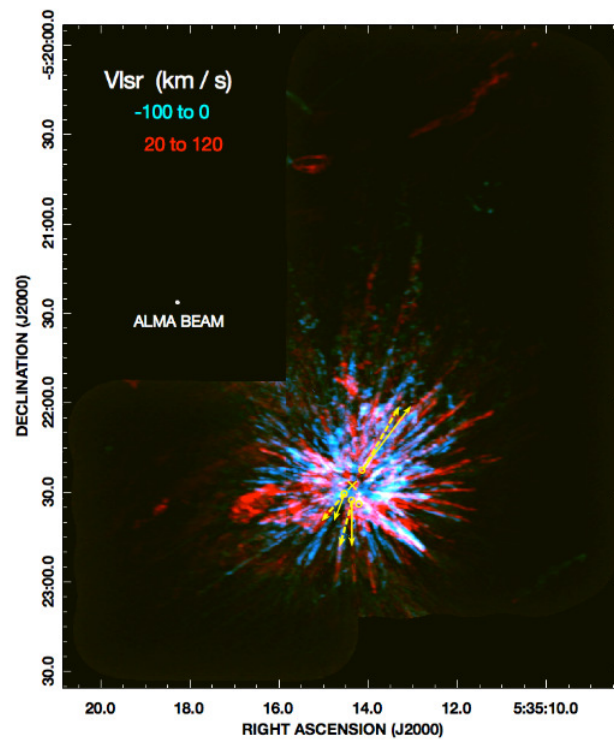 -5:20:00.0
Vlsr (km / s)
-100 to 0
20 to 120
30.0
21:00.0
30.0
ALMA BEAM
DECLINATION (J2000)
22:00.0
30.0
23:00.0
30.0
20.0 18.0 16.0 14.0 12.0 5:35:10.0
RIGHT ASCENSION (J2000)